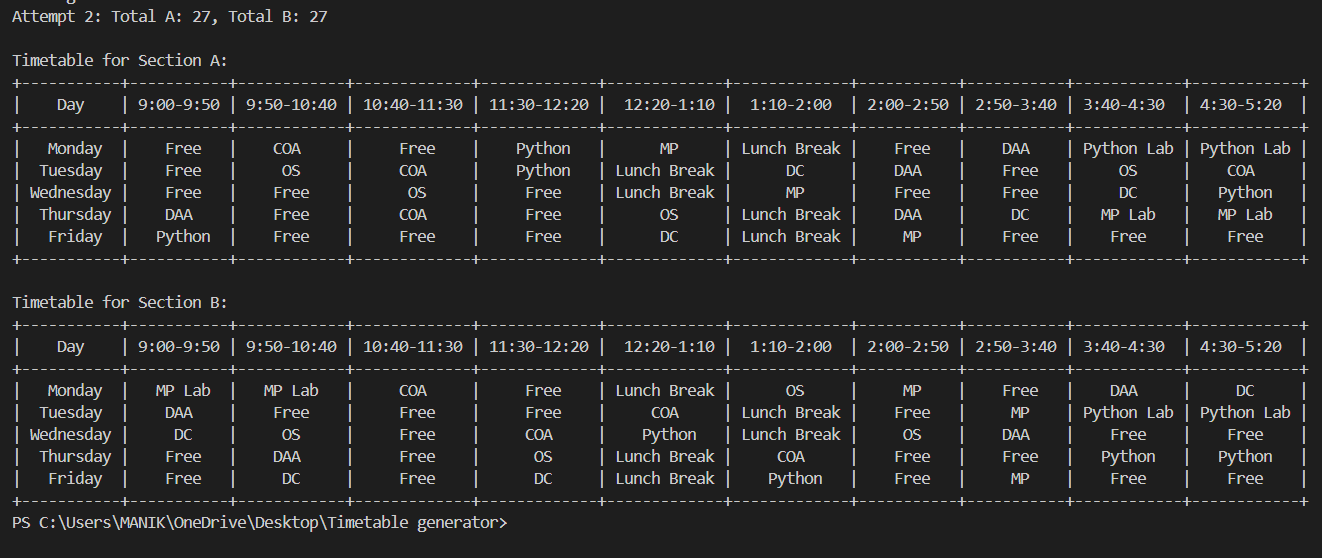 Attempt 2: Total A: 27, Total B: 27
Timetable for Section A:
+-----------+----------+-----------+-----------+------------+------------+------------+----------+----------+-----------+-----------+
| Day | 9:00-9:50 | 9:50-10:40 | 10:40-11:30 | 11:30-12:20 | 12:20-1:10 | 1:10-2:00 | 2:00-2:50 | 2:50-3:40 | 3:40-4:30 | 4:30-5:20 |
+-----------+----------+-----------+-----------+------------+------------+------------+----------+----------+-----------+-----------+
| Monday | Free | COA | Free | Python | MP | Lunch Break | Free | DAA | Python Lab | Python Lab |
| Tuesday | Free | OS | COA | Python | Lunch Break | DC | DAA | Free | OS | COA |
| Wednesday | Free | Free | OS | Free | Lunch Break | MP | Free | Free | DC | Python |
| Thursday | DAA | Free | COA | Free | OS | Lunch Break | DAA | DC | MP Lab | MP Lab |
| Friday | Python | Free | Free | Free | DC | Lunch Break | MP | Free | Free | Free |
+-----------+----------+-----------+-----------+------------+------------+------------+----------+----------+-----------+-----------+
Timetable for Section B:
+-----------+----------+-----------+-----------+------------+------------+------------+----------+----------+-----------+-----------+
| Day | 9:00-9:50 | 9:50-10:40 | 10:40-11:30 | 11:30-12:20 | 12:20-1:10 | 1:10-2:00 | 2:00-2:50 | 2:50-3:40 | 3:40-4:30 | 4:30-5:20 |
+-----------+----------+-----------+-----------+------------+------------+------------+----------+----------+-----------+-----------+
| Monday | MP Lab | MP Lab | COA | Free | Lunch Break | OS | MP | Free | DAA | DC |
| Tuesday | DAA | Free | Free | Free | COA | Lunch Break | Free | MP | Python Lab | Python Lab |
| Wednesday | DC | OS | Free | COA | Python | Lunch Break | OS | DAA | Free | Free |
| Thursday | Free | DAA | Free | OS | Lunch Break | COA | Free | Free | Python | Python |
| Friday | Free | DC | Free | DC | Lunch Break | Python | Free | MP | Free | Free |
+-----------+----------+-----------+-----------+------------+------------+------------+----------+----------+-----------+-----------+
PS C:\Users\MANIK\OneDrive\Desktop\Timetable generator>